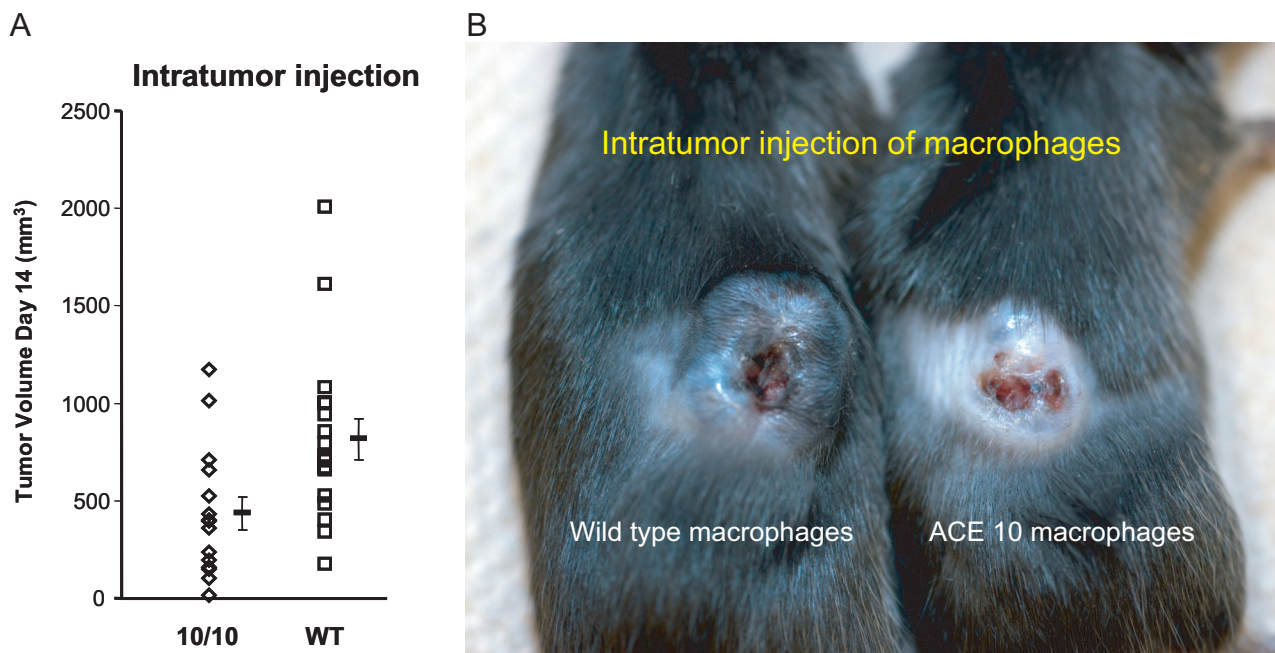 A
Intratumor injection
Tumor Volume Day 14 (mm³)
2500
2000
1500
1000
500
0
10/10 WT
B
Intratumor injection of macrophages
Wild type macrophages
ACE 10 macrophages